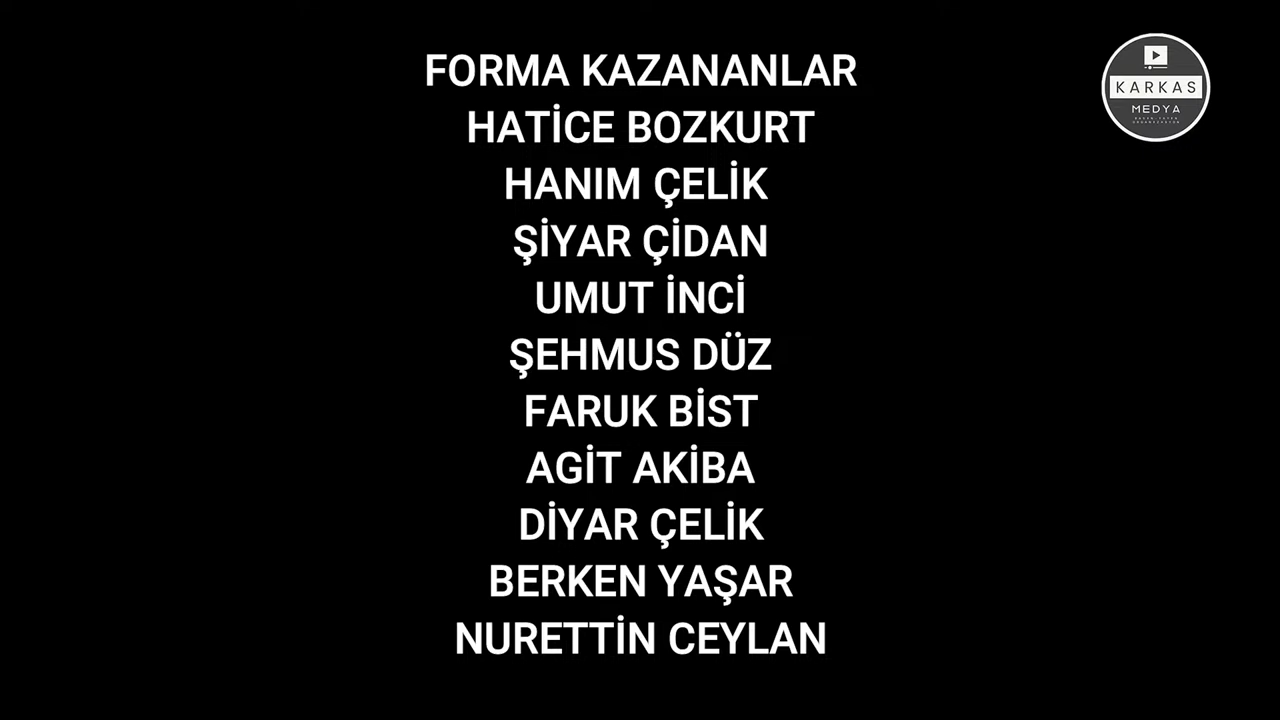 FORMA KAZANANLAR
HATİCE BOZKURT
HANIM ÇELİK
ŞİYAR ÇİDAN
UMUT İNCİ
ŞEHMUS DÜZ
FARUK BİST
AGİT AKİBA
DİYAR ÇELİK
BERKEN YAŞAR
NURETTİN CEYLAN
KARKAS
MEDYA